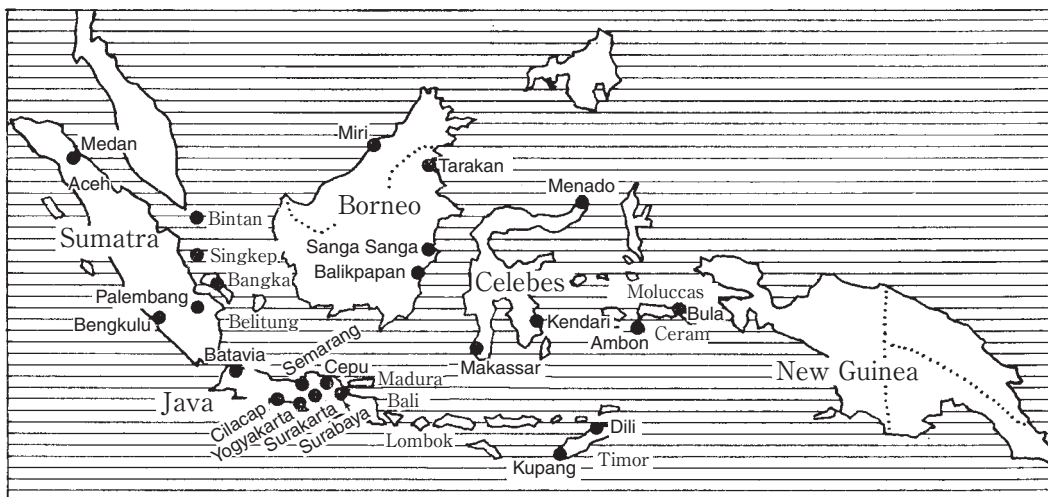 Medan
Miri
Tarakan
Aceh
Menado
Borneo
Bintan
Sumatra
Sanga Sanga
Singkep
Balikpapan
Bangka
Celebes
Moluccas
Palembang
Bula
Bengkulu
Belitung
Kendari
Ambon
Ceram
Batavia
Semarang
Cepu
Makassar
New Guinea
Madura
Java
Bali
Cilacap
Yogyakarta
Surakarta
Surabaya
Lombok
Dili
Kupang
Timor